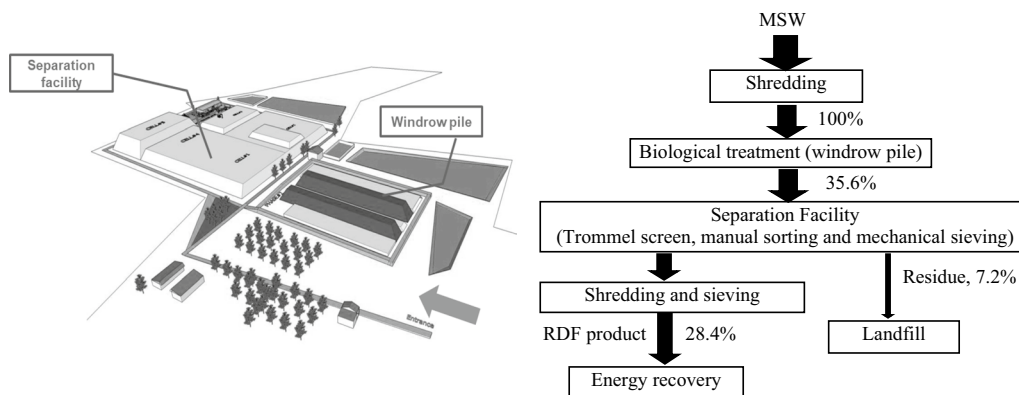 Separation
facility
Windrow pile
Entrance
MSW
Shredding
100%
Biological treatment (windrow pile)
35.6%
Separation Facility
(Trommel screen, manual sorting and mechanical sieving)
Residue, 7.2%
Shredding and sieving
RDF product
28.4%
Landfill
Energy recovery